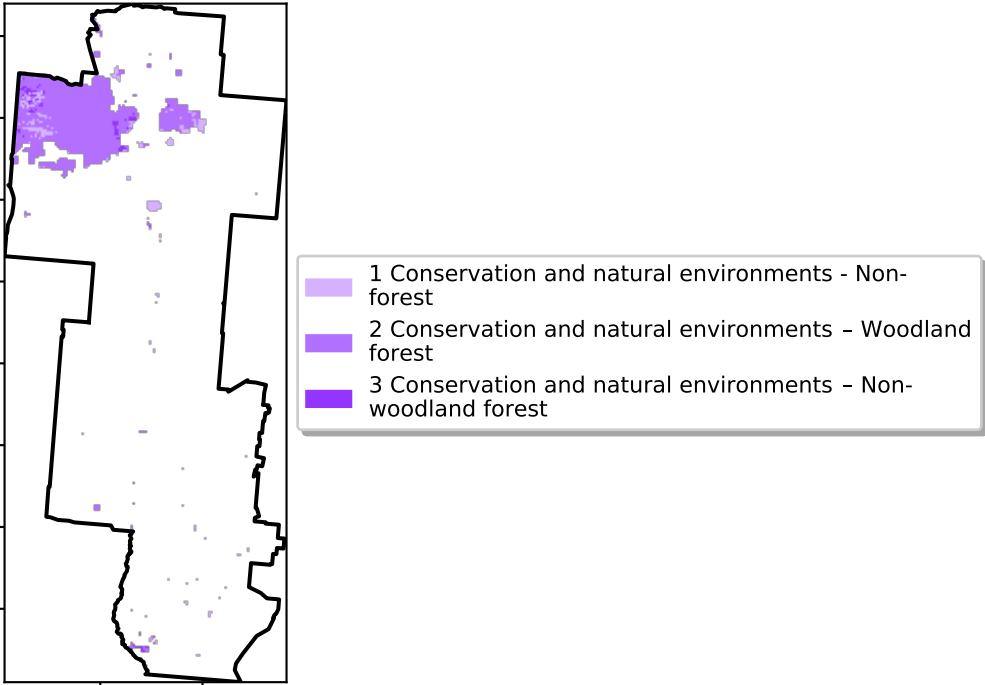 1 Conservation and natural environments - Non-
forest
2 Conservation and natural environments – Woodland
forest
3 Conservation and natural environments – Non-
woodland forest